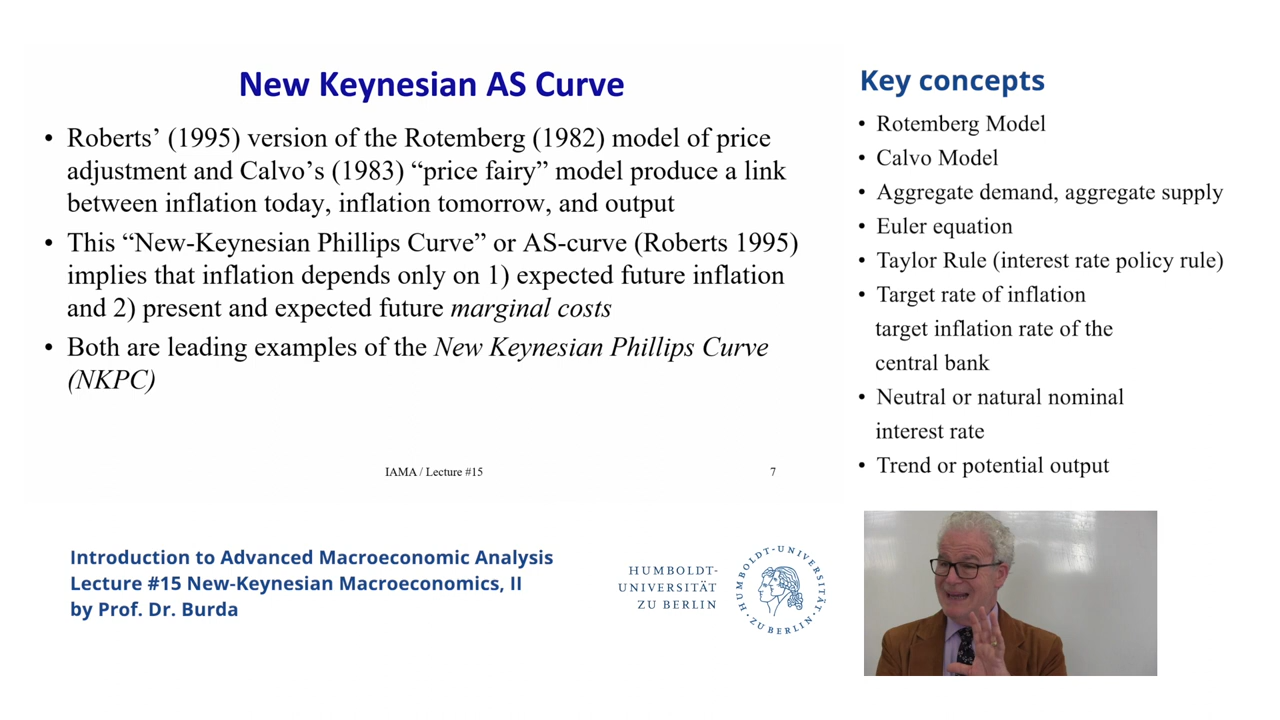 New Keynesian AS Curve
• Roberts’ (1995) version of the Rotemberg (1982) model of price
adjustment and Calvo’s (1983) “price fairy” model produce a link
between inflation today, inflation tomorrow, and output
• This “New-Keynesian Phillips Curve” or AS-curve (Roberts 1995)
implies that inflation depends only on 1) expected future inflation
and 2) present and expected future marginal costs
• Both are leading examples of the New Keynesian Phillips Curve
(NKPC)
IAMA / Lecture #15
7
Key concepts
• Rotemberg Model
• Calvo Model
• Aggregate demand, aggregate supply
• Euler equation
• Taylor Rule (interest rate policy rule)
• Target rate of inflation
target inflation rate of the
central bank
• Neutral or natural nominal
interest rate
• Trend or potential output
Introduction to Advanced Macroeconomic Analysis
Lecture #15 New-Keynesian Macroeconomics, II
by Prof. Dr. Burda
HUMBOLDT-
UNIVERSITÄT
ZU BERLIN
HUMBOLDT-UNIVERSITÄT
ZU BERLIN